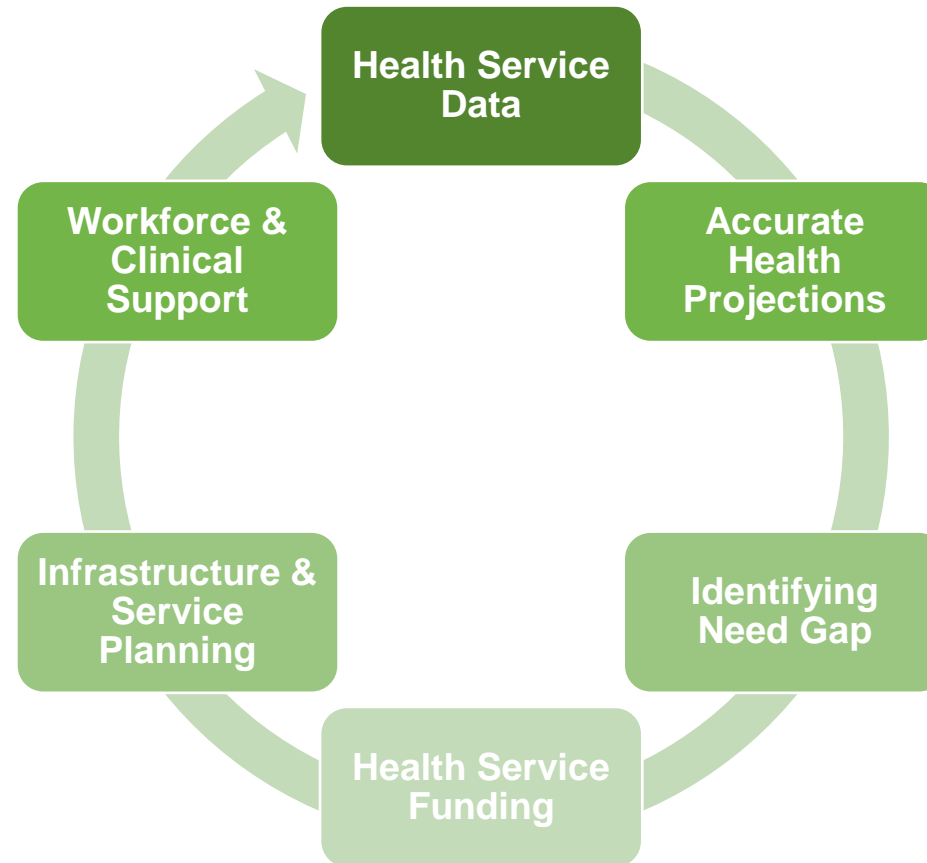 Health Service
Data
Accurate
Health
Projections
Identifying
Need Gap
Health Service
Funding
Infrastructure &
Service
Planning
Workforce &
Clinical
Support